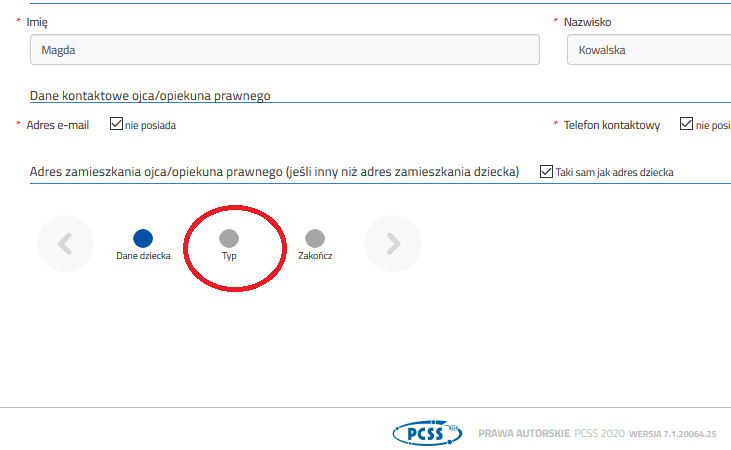 * Imię * Nazwisko
Magda Kowalska
Dane kontaktowe ojca/opiekuna prawnego
* Adres e-mail nie posiada * Telefon kontaktowy nie posi
Adres zamieszkania ojca/opiekuna prawnego (jeśli inny niż adres zamieszkania dziecka) Taki sam jak adres dziecka
Dane dziecka Typ Zakończ
PCSS PRAWA AUTORSKIE PCSS 2020 WERSJA 7.1.20064.25